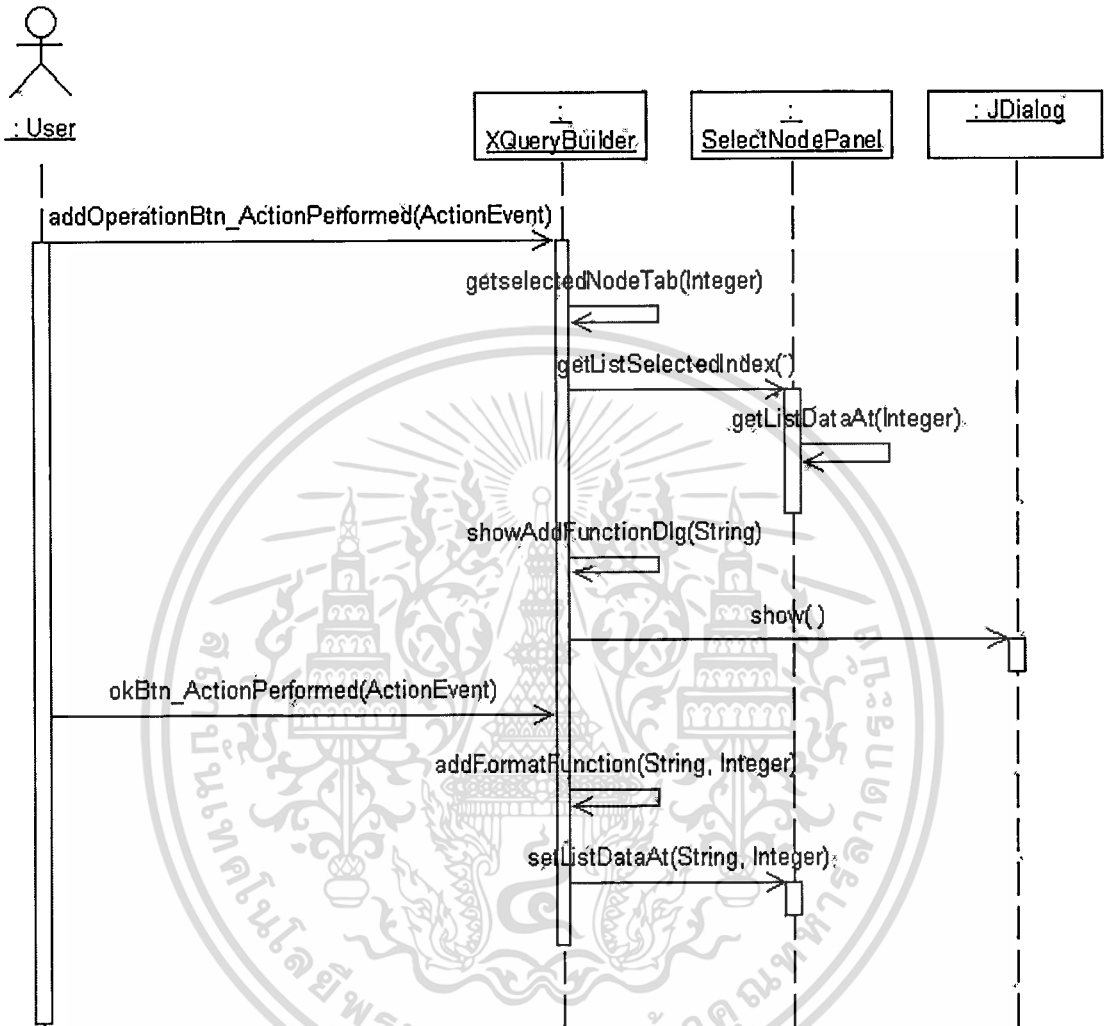 : User
:
XQueryBuilder
:
SelectNodePanel
: JDialog
addOperationBtn_ActionPerformed(ActionEvent)
getselectedNodeTab(Integer)
getListSelectedIndex( )
getListDataAt(Integer)
showAddFunctionDlg(String)
show( )
okBtn_ActionPerformed(ActionEvent)
addFormatFunction(String, Integer)
setListDataAt(String, Integer)